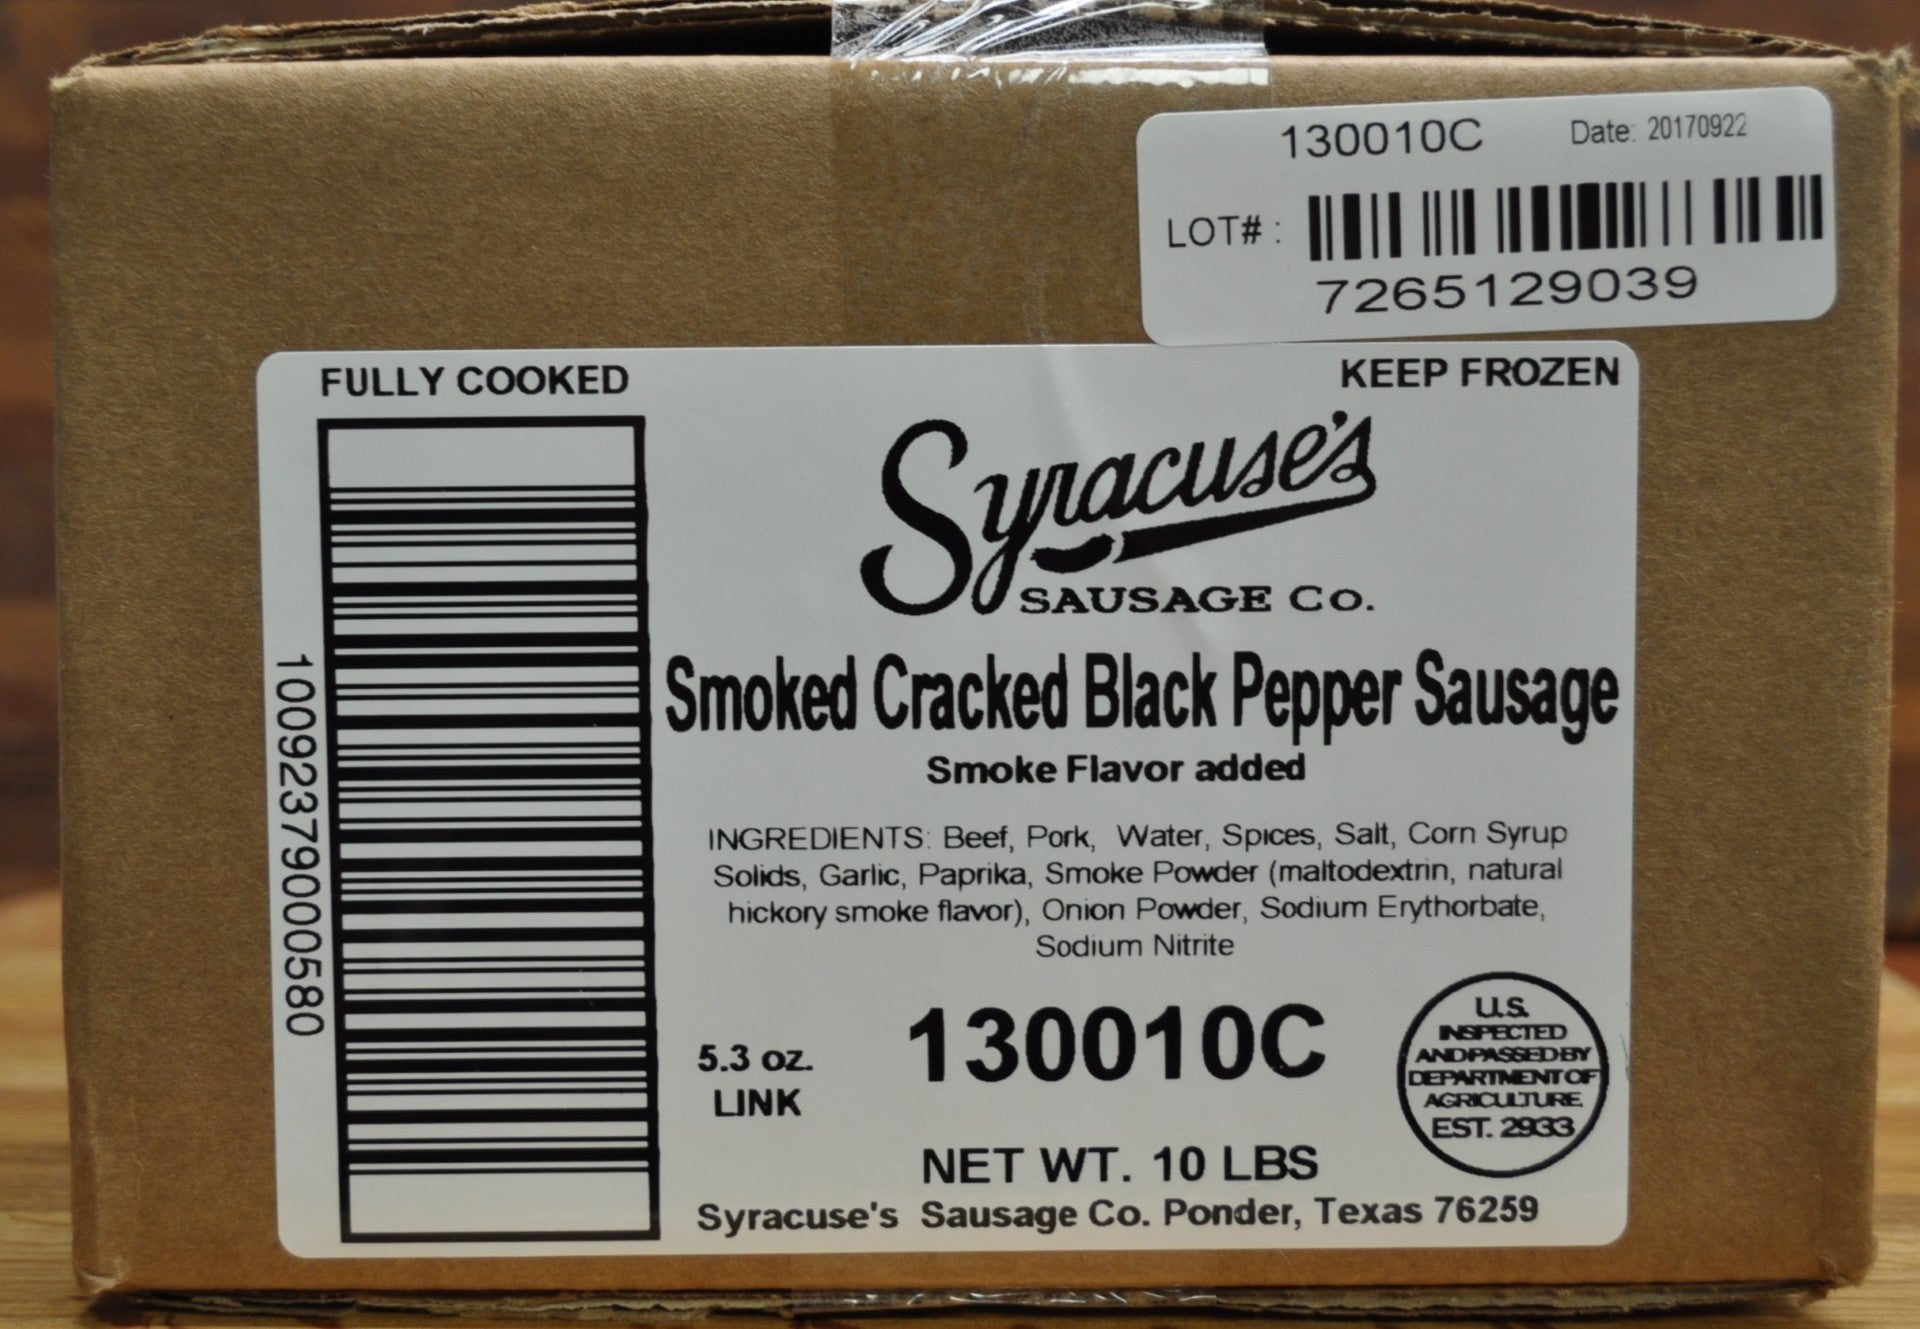 130010C Date: 20170922
LOT# :
7265129039
FULLY COOKED
KEEP FROZEN
10092379000580
Syracuse's
SAUSAGE Co.
Smoked Cracked Black Pepper Sausage
Smoke Flavor added
INGREDIENTS: Beef, Pork, Water, Spices, Salt, Corn Syrup
Solids, Garlic, Paprika, Smoke Powder (maltodextrin, natural
hickory smoke flavor), Onion Powder, Sodium Erythorbate,
Sodium Nitrite
5.3 oz.
LINK
130010C
U.S.
INSPECTED
AND PASSED BY
DEPARTMENT OF
AGRICULTURE
EST. 2933
NET WT. 10 LBS
Syracuse's Sausage Co. Ponder, Texas 76259